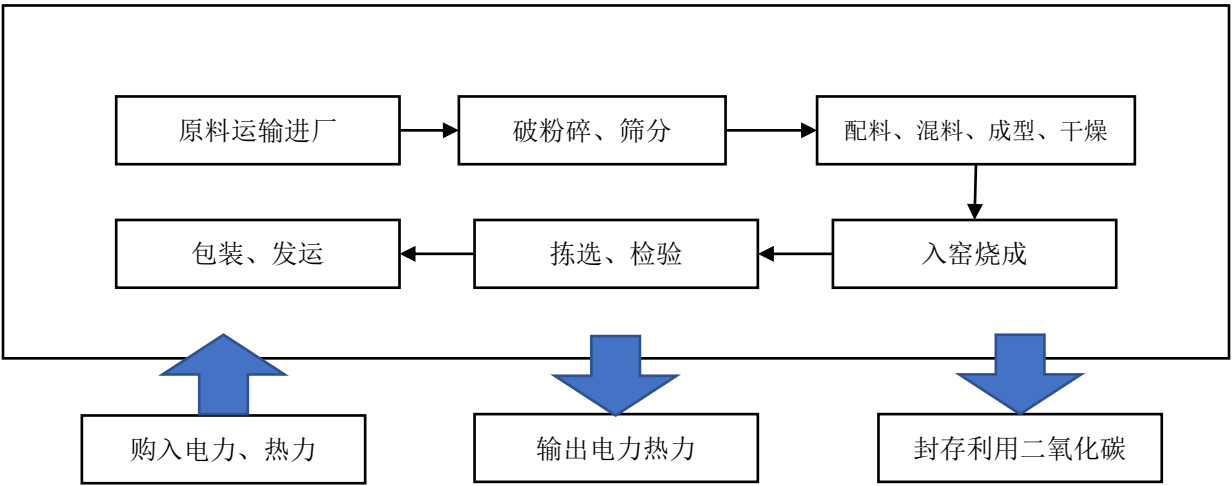 原料运输进厂
破粉碎、筛分
配料、混料、成型、干燥
包装、发运
拣选、检验
入窑烧成
购入电力、热力
输出电力热力
封存利用二氧化碳